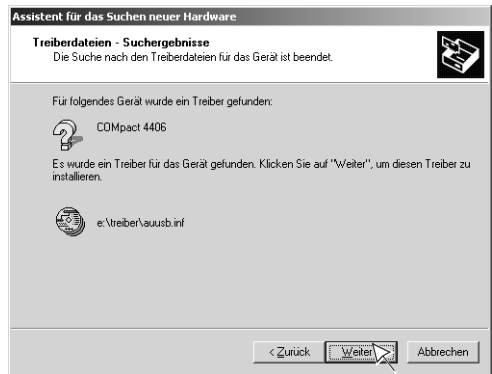 Assistent für das Suchen neuer Hardware
Treiberdateien - Suchergebnisse
Die Suche nach den Treiberdateien für das Gerät ist beendet.
Für folgendes Gerät wurde ein Treiber gefunden:
COMpact 4406
Es wurde ein Treiber für das Gerät gefunden. Klicken Sie auf "Weiter", um diesen Treiber zu
installieren.
e:\treiber\auusb.inf
< Zurück Weiter Abbrechen